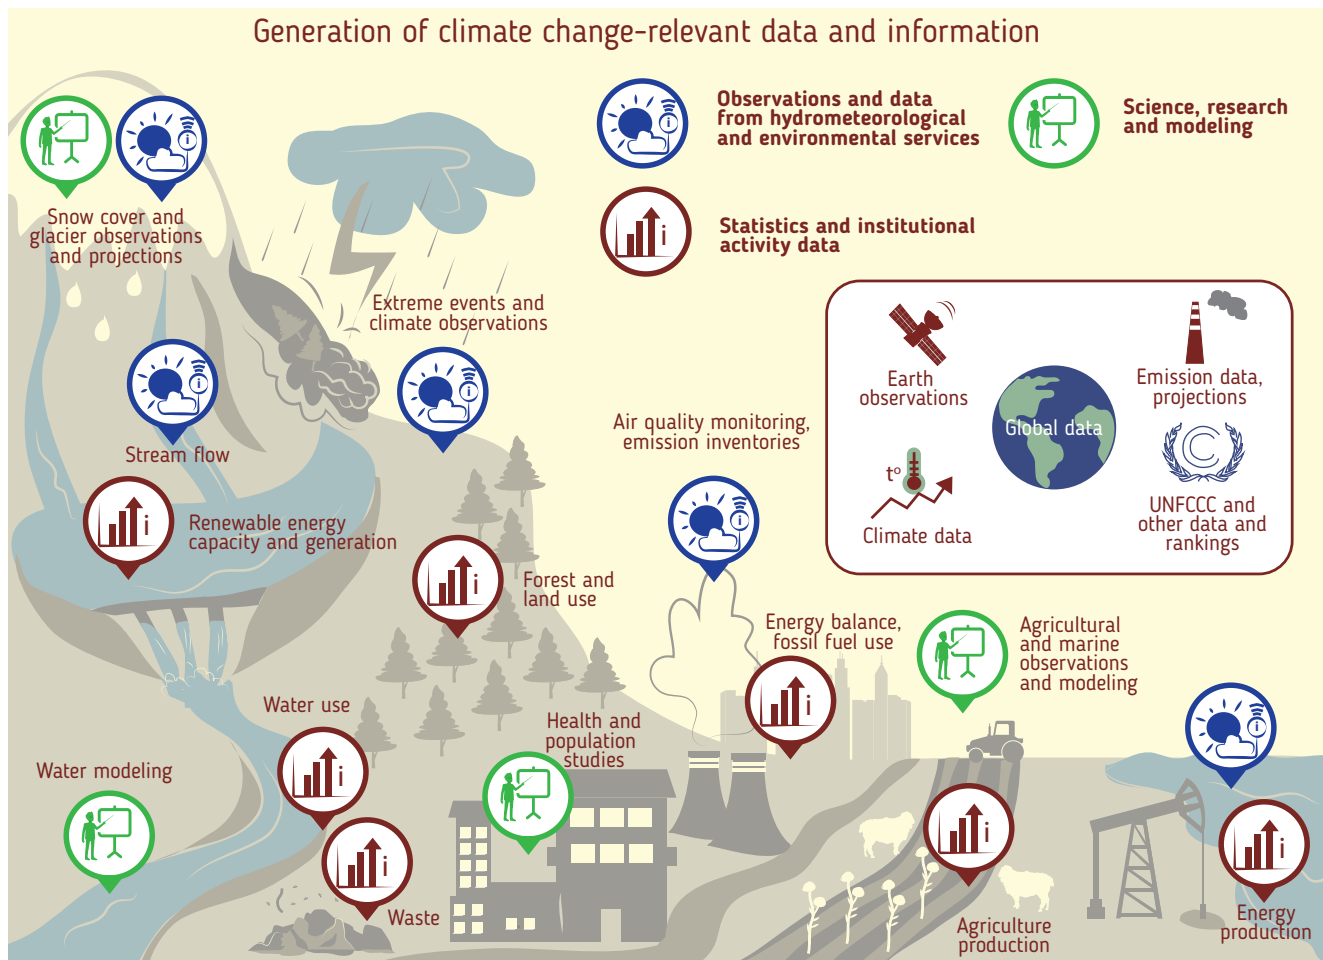 Generation of climate change-relevant data and information
Observations and data
from hydrometeorological
and environmental services
Science, research
and modeling
Statistics and institutional
activity data
Snow cover and
glacier observations
and projections
Extreme events and
climate observations
Stream flow
Renewable energy
capacity and generation
Forest and
land use
Air quality monitoring,
emission inventories
Earth
observations
Emission data,
projections
Global data
t°
Climate data
UNFCCC and
other data and
rankings
Energy balance,
fossil fuel use
Agricultural
and marine
observations
and modeling
Water use
Health and
population
studies
Water modeling
Waste
Agriculture
production
Energy
production